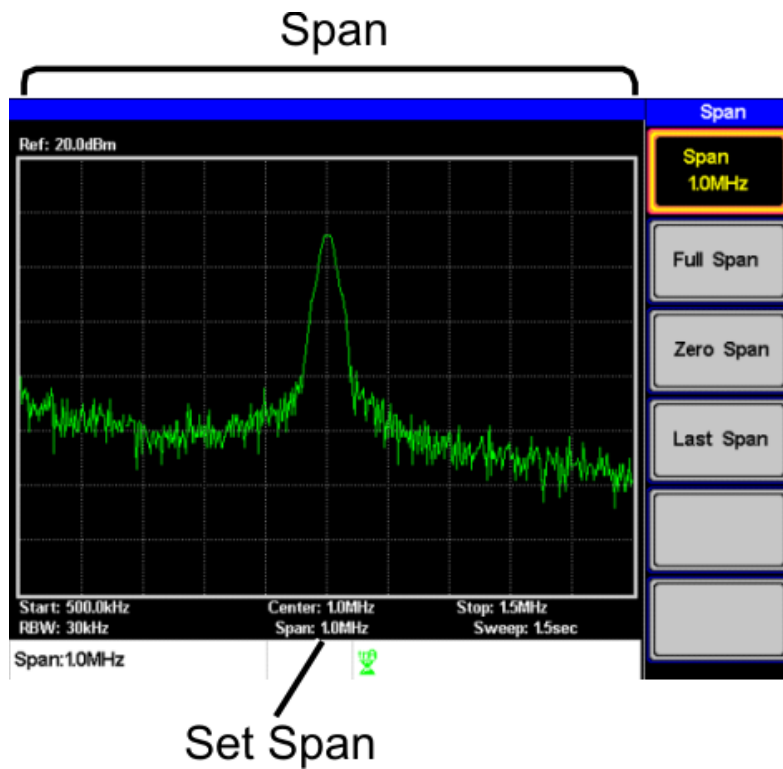 Span
Span
Ref: 20.0dBm
Span
1.0MHz
Full Span
Zero Span
Last Span
Start: 500.0kHz Center: 1.0MHz Stop: 1.5MHz
RBW: 30kHz Span: 1.0MHz Sweep: 1.5sec
Span:1.0MHz
Set Span